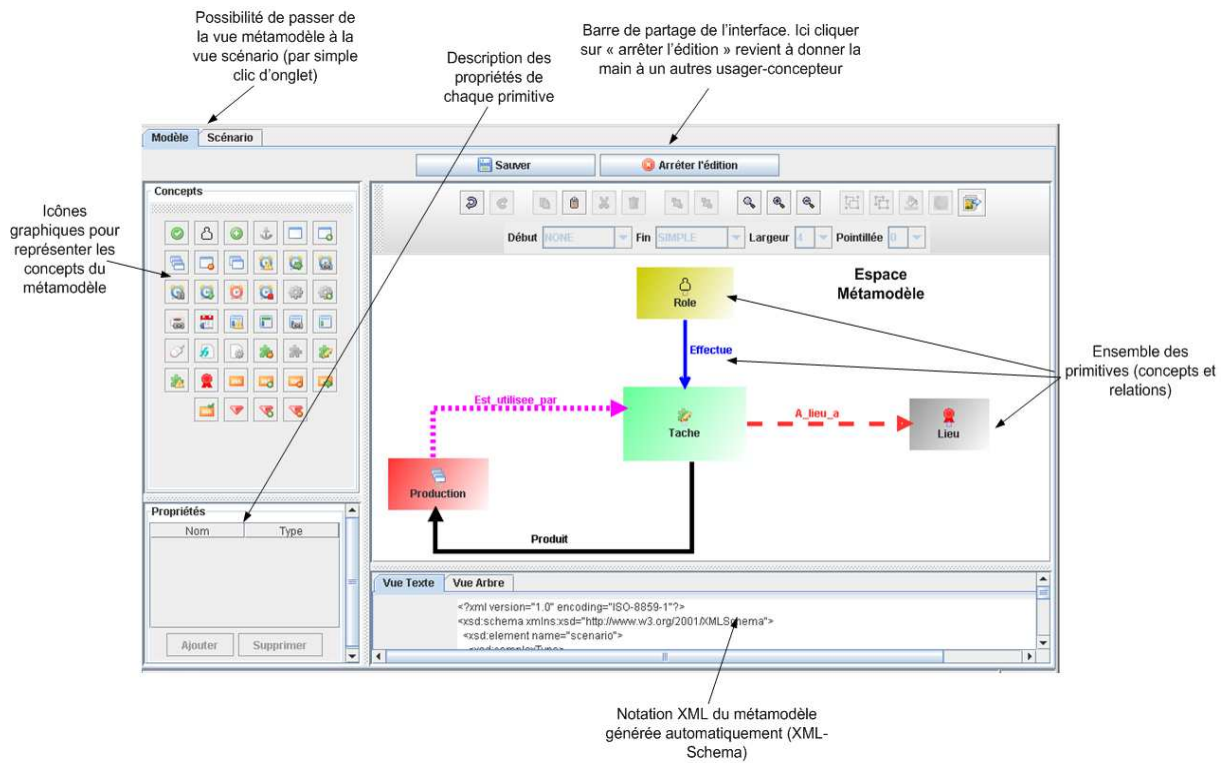 Possibilité de passer de
la vue métamodèle à la
vue scénario (par simple
clic d'onglet)
Description des
propriétés de
chaque primitive
Barre de partage de l'interface. Ici cliquer
sur « arrêter l'édition » revient à donner la
main à un autres usager-concepteur
Modèle Scénario
Sauver Arrêter l'édition
Icônes
graphiques pour
représenter les
concepts du
métamodèle
Concepts
Début NONE Fin SIMPLE Largeur 4 Pointillée 0
Espace
Métamodèle
Role
Effectue
Est_utilisee_par
Tache
A_lieu_a
Lieu
Production
Produit
Ensemble des
primitives (concepts et
relations)
Propriétés
Nom Type
Ajouter Supprimer
Vue Texte Vue Arbre
<?xml version="1.0" encoding="ISO-8859-1"?>
<xsd:schema xmlns:xsd="http://www.w3.org/2001/XMLSchema">
<xsd:element name="scenario">
<xsd:complexType>
Notation XML du métamodèle
générée automatiquement (XML-
Schema)